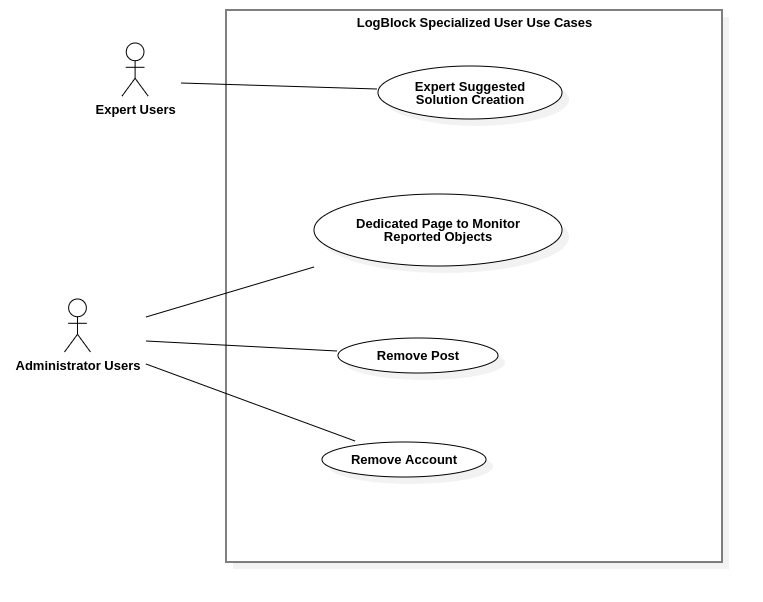 LogBlock Specialized User Use Cases
Expert Users
Expert Suggested
Solution Creation
Dedicated Page to Monitor
Reported Objects
Administrator Users
Remove Post
Remove Account